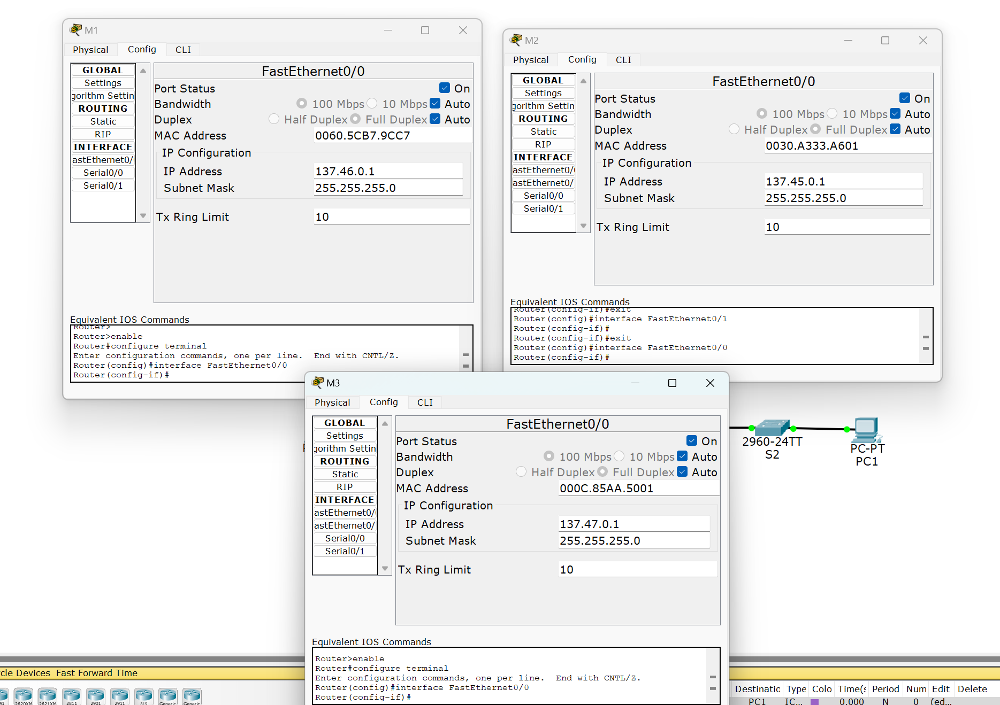 M1
Physical Config CLI
GLOBAL
Settings
gorithm Settin
ROUTING
Static
RIP
INTERFACE
astEthernet0/
Serial0/0
Serial0/1
FastEthernet0/0
Port Status On
Bandwidth 100 Mbps 10 Mbps Auto
Duplex Half Duplex Full Duplex Auto
MAC Address 0060.5CB7.9CC7
IP Configuration
IP Address 137.46.0.1
Subnet Mask 255.255.255.0
Tx Ring Limit 10
Equivalent IOS Commands
Router>
Router>enable
Router#configure terminal
Enter configuration commands, one per line.  End with CNTL/Z.
Router(config)#interface FastEthernet0/0
Router(config-if)#
M2
Physical Config CLI
GLOBAL
Settings
gorithm Settin
ROUTING
Static
RIP
INTERFACE
astEthernet0/
astEthernet0/
Serial0/0
Serial0/1
FastEthernet0/0
Port Status On
Bandwidth 100 Mbps 10 Mbps Auto
Duplex Half Duplex Full Duplex Auto
MAC Address 0030.A333.A601
IP Configuration
IP Address 137.45.0.1
Subnet Mask 255.255.255.0
Tx Ring Limit 10
Equivalent IOS Commands
Router(config-if)#exit
Router(config)#interface FastEthernet0/1
Router(config-if)#
Router(config-if)#exit
Router(config)#interface FastEthernet0/0
Router(config-if)#
M3
Physical Config CLI
GLOBAL
Settings
gorithm Settin
ROUTING
Static
RIP
INTERFACE
astEthernet0/
astEthernet0/
Serial0/0
Serial0/1
FastEthernet0/0
Port Status On
Bandwidth 100 Mbps 10 Mbps Auto
Duplex Half Duplex Full Duplex Auto
MAC Address 000C.85AA.5001
IP Configuration
IP Address 137.47.0.1
Subnet Mask 255.255.255.0
Tx Ring Limit 10
Equivalent IOS Commands
Router>enable
Router#configure terminal
Enter configuration commands, one per line.  End with CNTL/Z.
Router(config)#interface FastEthernet0/0
Router(config-if)#
2960-24TT
S2
PC-PT
PC1
cle Devices Fast Forward Time
41 2620XM 2621XM 2811 2901 2911 819 Generic Generic
Destinatio Type Colo Time(s Period Num Edit Delete
PC1 IC... 0.000 N 0 (ed...